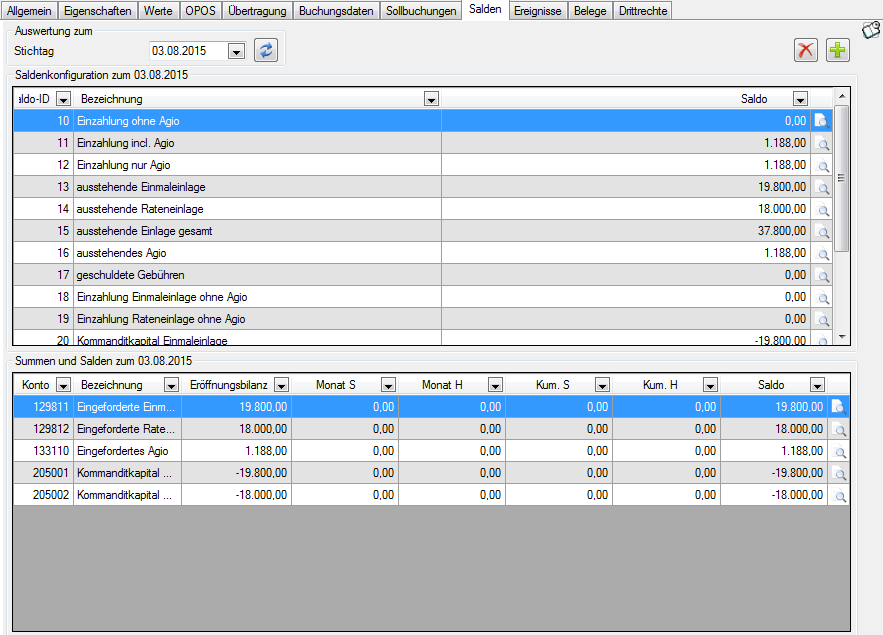 Allgemein Eigenschaften Werte OPOS Übertragung Buchungsdaten Sollbuchungen Salden Ereignisse Belege Drittrechte
Auswertung zum
Stichtag 03.08.2015
Saldenkonfiguration zum 03.08.2015
aldo-ID Bezeichnung Saldo
10 Einzahlung ohne Agio 0,00
11 Einzahlung incl. Agio 1.188,00
12 Einzahlung nur Agio 1.188,00
13 ausstehende Einmaleinlage 19.800,00
14 ausstehende Rateneinlage 18.000,00
15 ausstehende Einlage gesamt 37.800,00
16 ausstehendes Agio 1.188,00
17 geschuldete Gebühren 0,00
18 Einzahlung Einmaleinlage ohne Agio 0,00
19 Einzahlung Rateneinlage ohne Agio 0,00
20 Kommanditkapital Einmaleinlage -19.800,00
Summen und Salden zum 03.08.2015
Konto Bezeichnung Eröffnungsbilanz Monat S Monat H Kum. S Kum. H Saldo
129811 Eingeforderte Einm... 19.800,00 0,00 0,00 0,00 0,00 19.800,00
129812 Eingeforderte Rate... 18.000,00 0,00 0,00 0,00 0,00 18.000,00
133110 Eingefordertes Agio 1.188,00 0,00 0,00 0,00 0,00 1.188,00
205001 Kommanditkapital ... -19.800,00 0,00 0,00 0,00 0,00 -19.800,00
205002 Kommanditkapital ... -18.000,00 0,00 0,00 0,00 0,00 -18.000,00